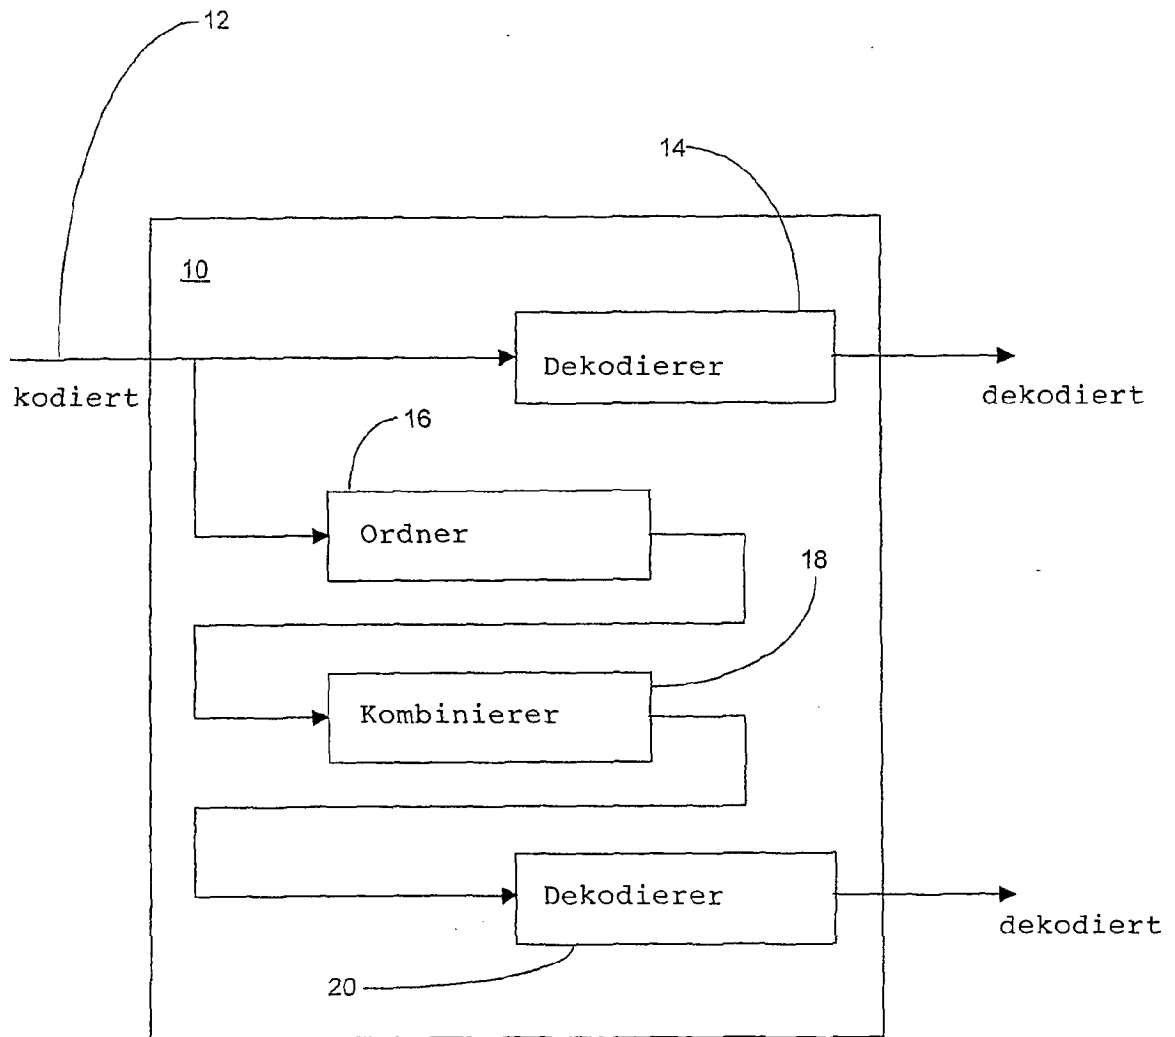 12
14
10
Dekodierer
kodiert
dekodiert
16
Ordner
18
Kombinierer
Dekodierer
dekodiert
20